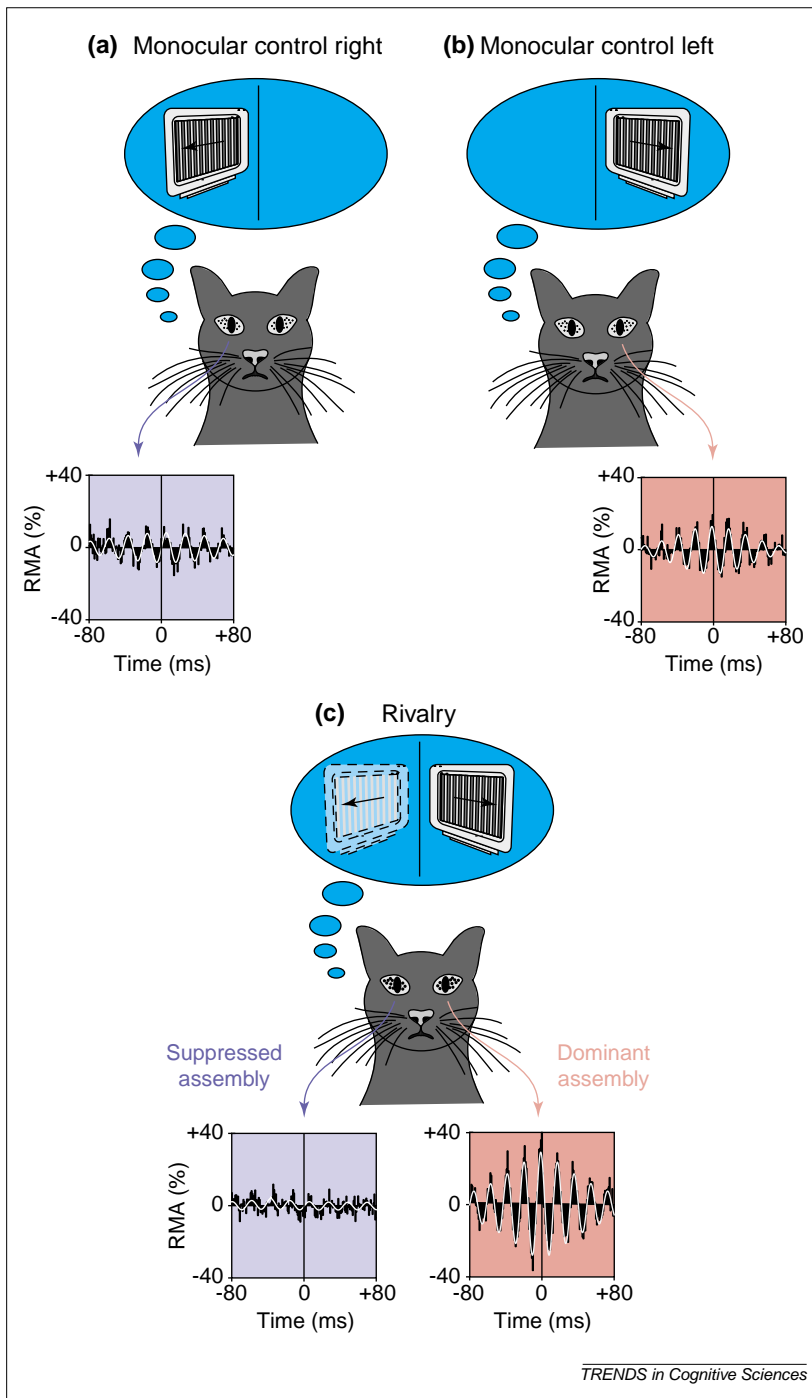 (a) Monocular control right
(b) Monocular control left
+40
0
-40
RMA (%)
-80 0 +80
Time (ms)
+40
0
-40
RMA (%)
-80 0 +80
Time (ms)
(c) Rivalry
Suppressed
assembly
Dominant
assembly
+40
0
-40
RMA (%)
-80 0 +80
Time (ms)
+40
0
-40
-80 0 +80
Time (ms)
TRENDS in Cognitive Sciences